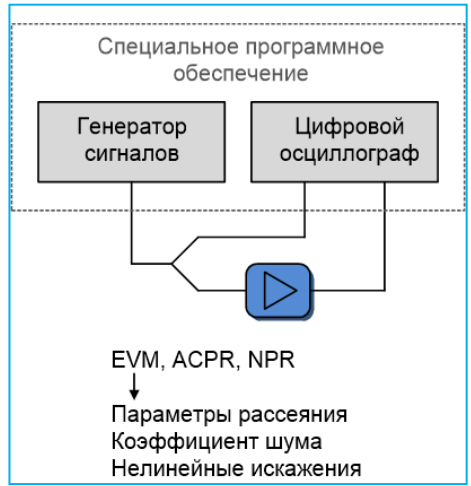 Специальное программное
обеспечение
Генератор
сигналов
Цифровой
осциллограф
EVM, ACPR, NPR
Параметры рассеяния
Коэффициент шума
Нелинейные искажения